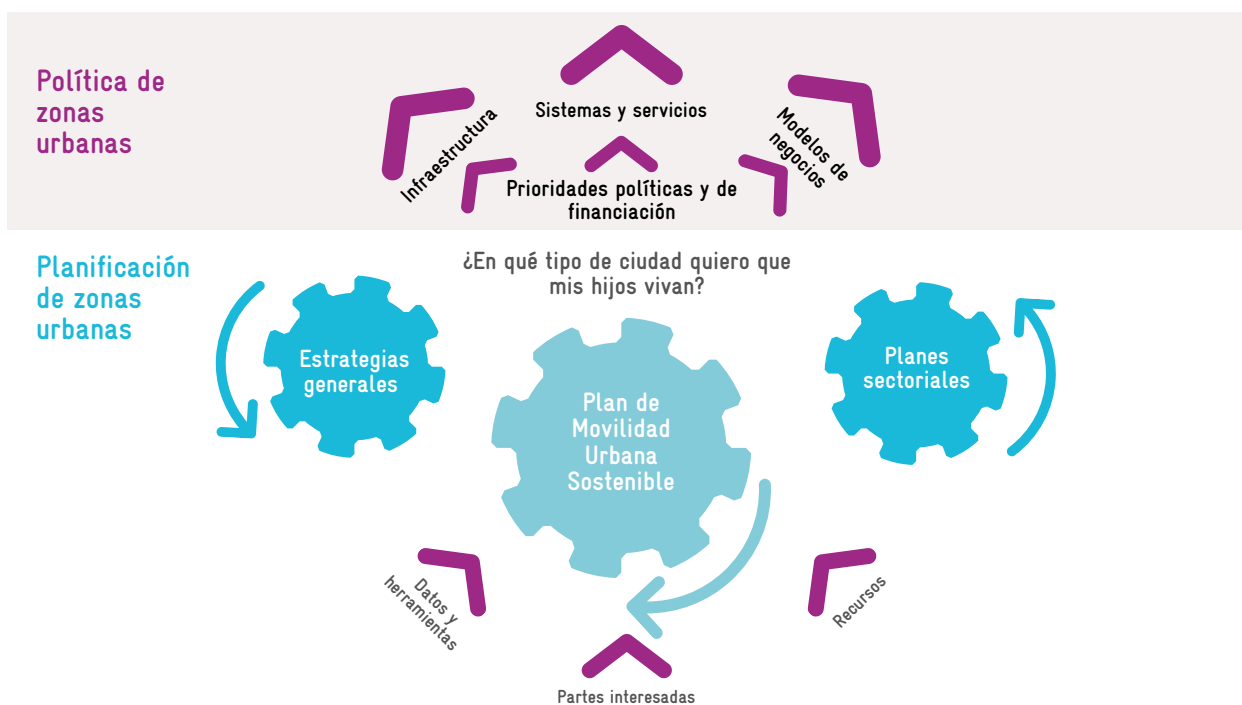 Política de
zonas
urbanas
Sistemas y servicios
Infraestructura
Modelos de
negocios
Prioridades políticas y de
financiación
Planificación
de zonas
urbanas
¿En qué tipo de ciudad quiero que
mis hijos vivan?
Estrategias
generales
Planes
sectoriales
Plan de
Movilidad
Urbana
Sostenible
Datos y
herramientas
Recursos
Partes interesadas